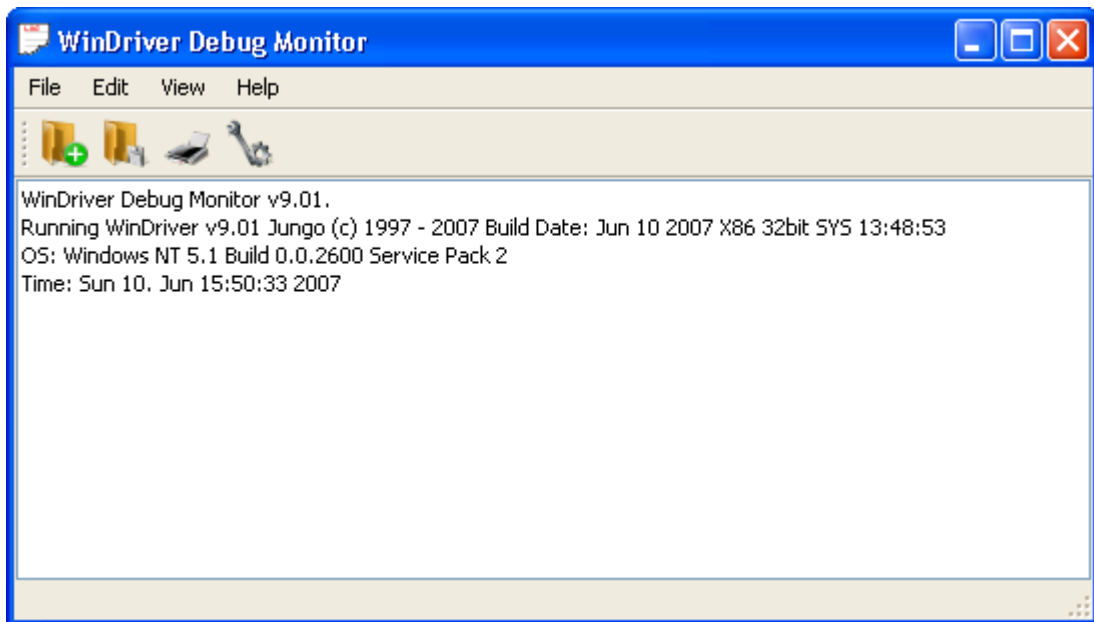 WinDriver Debug Monitor
File Edit View Help
WinDriver Debug Monitor v9.01.
Running WinDriver v9.01 Jungo (c) 1997 - 2007 Build Date: Jun 10 2007 X86 32bit SYS 13:48:53
OS: Windows NT 5.1 Build 0.0.2600 Service Pack 2
Time: Sun 10. Jun 15:50:33 2007